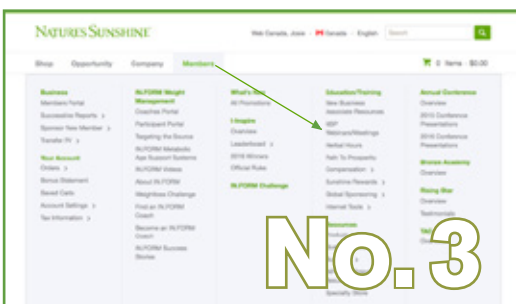 NATURE'S SUNSHINE
Web Canada, Joee Canada English Search
Shop Opportunity Company Members 0 Items - $0.00
Business
Members Portal
Successline Reports >
Sponsor New Member >
Transfer PV >
Your Account
Orders >
Bonus Statement
Saved Carts
Account Settings >
Tax Information >
IN.FORM Weight
Management
Coaches Portal
Participant Portal
Targeting the Source
IN.FORM Metabolic
Age Support Systems
IN.FORM Videos
About IN.FORM
Weightless Challenge
Find an IN.FORM
Coach
Become an IN.FORM
Coach
IN.FORM Success
Stories
What's New
All Promotions
I-Inspire
Overview
Leaderboard >
2016 Winners
Official Rules
IN.FORM Challenge
Education/Training
New Business
Associate Resources
Webinars/Meetings
Herbal Hours
Path To Prosperity
Compensation >
Sunshine Rewards >
Global Sponsoring >
Internet Tools >
Resources
Specialty Store
Annual Conference
Overview
2015 Conference
Presentations
Conference
Presentations
Bronze Academy
Overview
Rising Star
Overview
Testimonials
No. 3